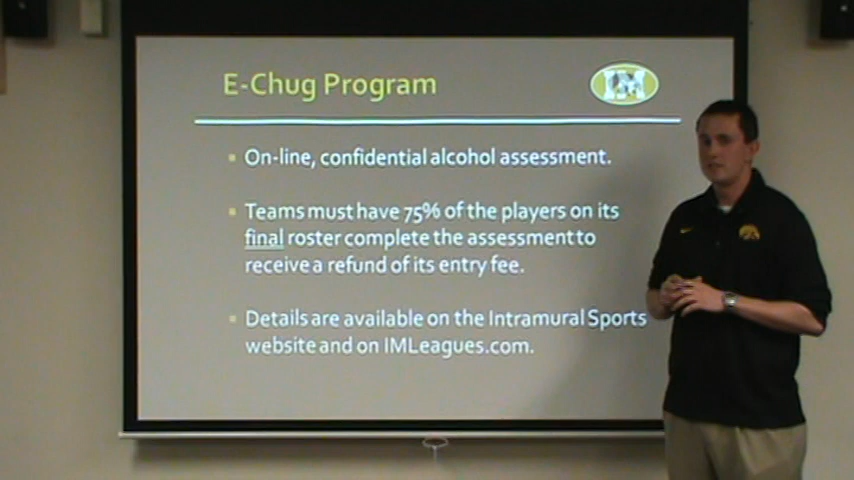 E-Chug Program
IM
▪ On-line, confidential alcohol assessment.
▪ Teams must have 75% of the players on its
final roster complete the assessment to
receive a refund of its entry fee.
▪ Details are available on the Intramural Sports
website and on IMLeagues.com.